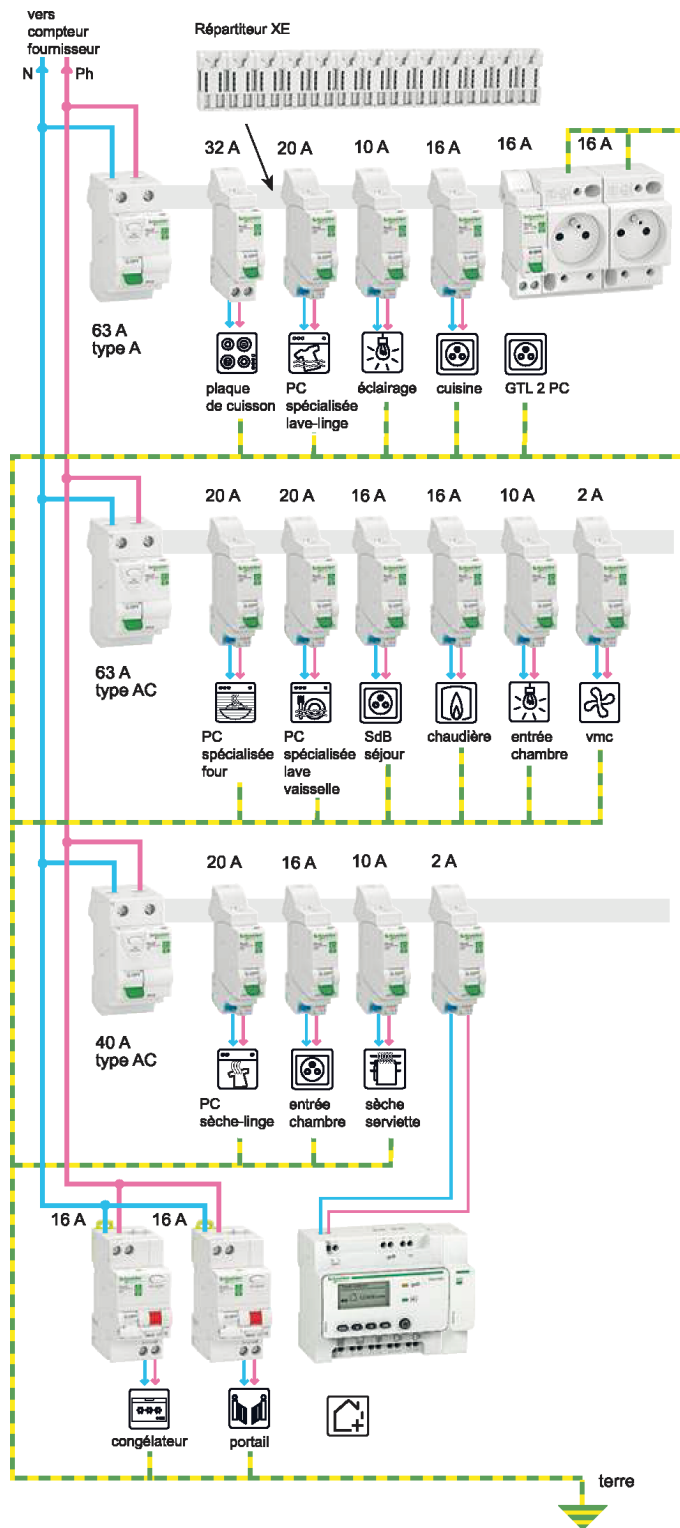 vers
compteur
fournisseur
Répartiteur XE
N Ph
32 A 20 A 10 A 16 A 16 A 16 A
Schneider
63 A
type A
plaque
de cuisson
PC
spécialisée
lave-linge
éclairage
cuisine
GTL 2 PC
20 A 20 A 16 A 16 A 10 A 2 A
63 A
type AC
PC
spécialisée
four
PC
spécialisée
lave
vaisselle
SdB
séjour
chaudière
entrée
chambre
vmc
20 A 16 A 10 A 2 A
40 A
type AC
PC
sèche-linge
entrée
chambre
sèche
serviette
16 A 16 A
congélateur
portail
terre